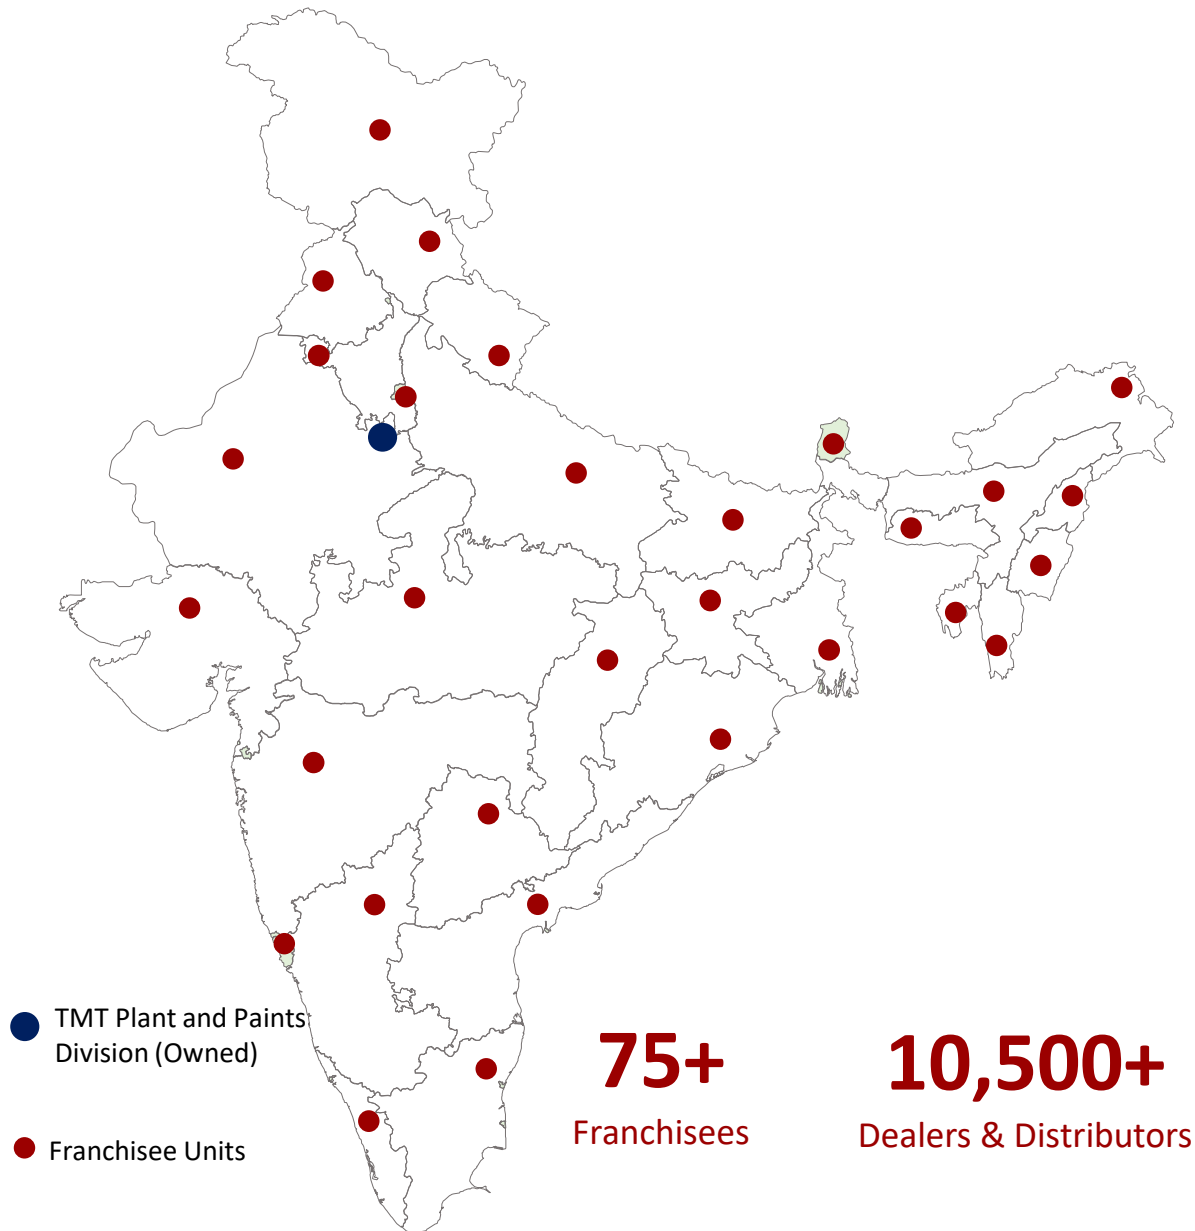 TMT Plant and Paints
Division (Owned)
Franchisee Units
75+
Franchisees
10,500+
Dealers & Distributors